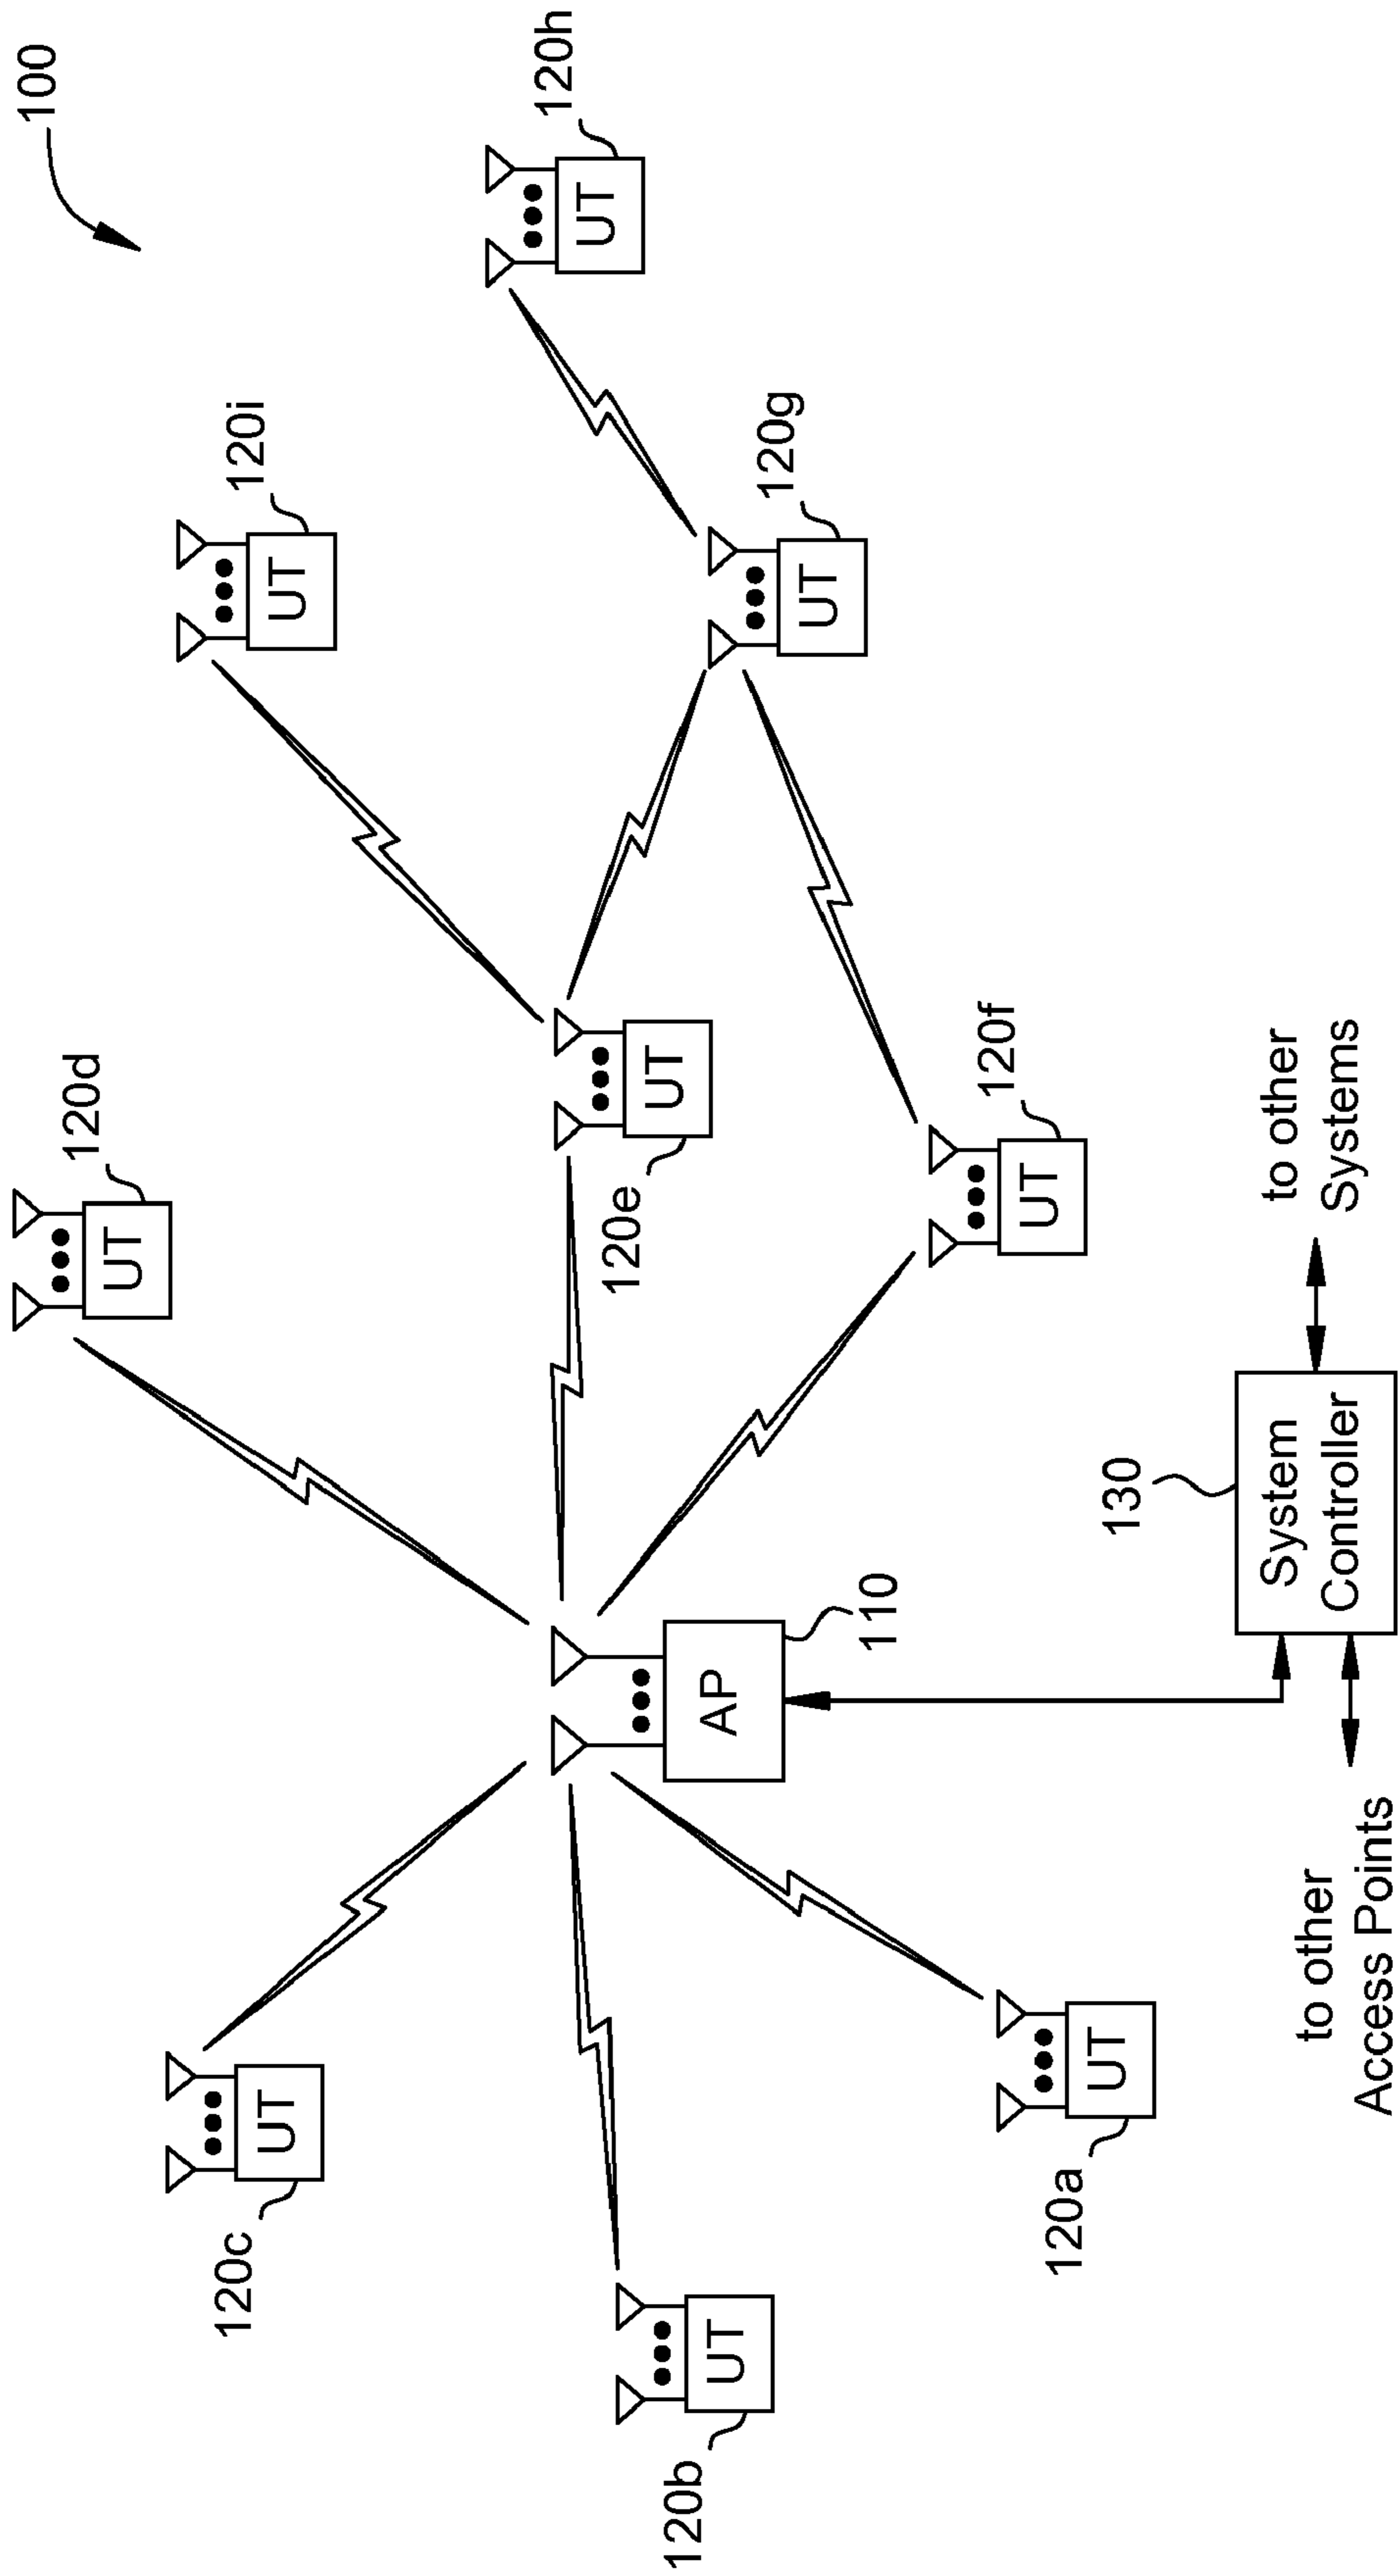 100
120d
UT
120i
UT
120c
UT
120h
UT
120e
UT
120g
UT
120b
UT
AP
110
120f
UT
120a
UT
130
System
Controller
to other
Systems
to other
Access Points